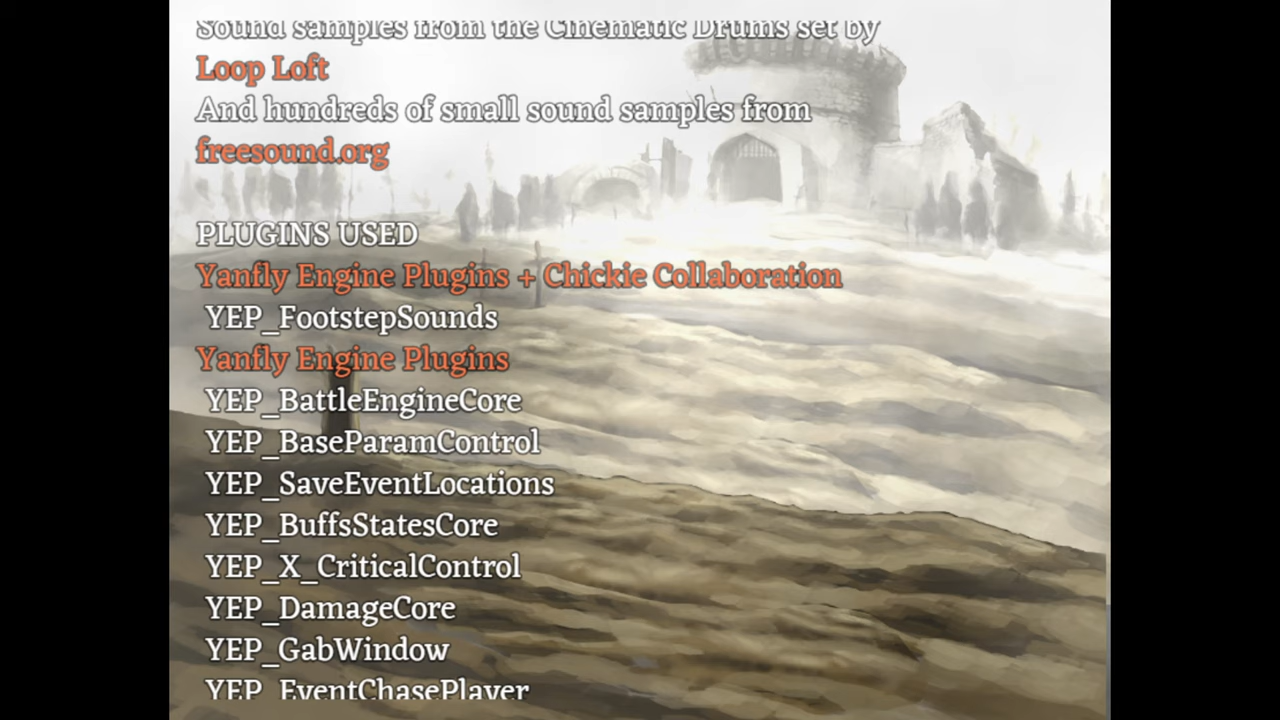 Sound samples from the Cinematic Drums set by
Loop Loft
And hundreds of small sound samples from
freesound.org
PLUGINS USED
Yanfly Engine Plugins + Chickie Collaboration
YEP_FootstepSounds
Yanfly Engine Plugins
YEP_BattleEngineCore
YEP_BaseParamControl
YEP_SaveEventLocations
YEP_BuffsStatesCore
YEP_X_CriticalControl
YEP_DamageCore
YEP_GabWindow
YEP_EventChasePlayer